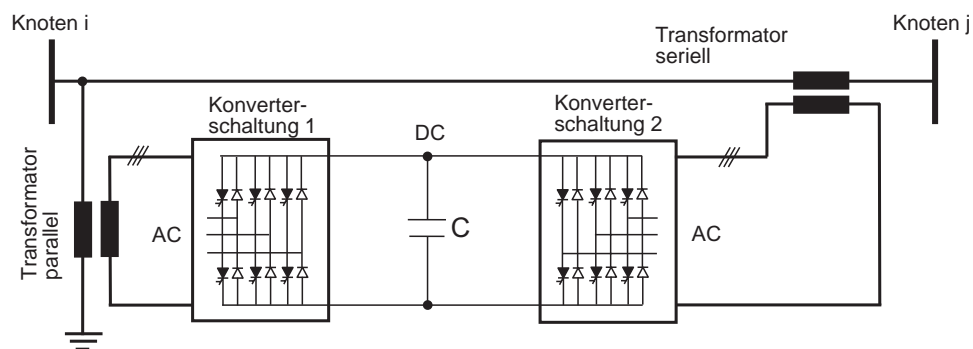 Knoten i
Knoten j
Transformator
seriell
Konverter-
schaltung 1
DC
Konverter-
schaltung 2
Transformator
parallel
AC
C
AC